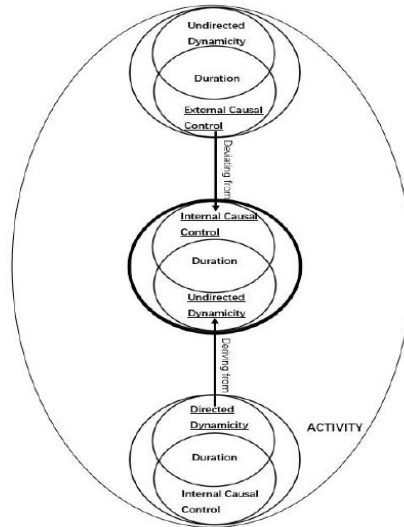 Undirected
Dynamicity
Duration
External Causal
Control
Deviating from
Internal Causal
Control
Duration
Undirected
Dynamicity
Deriving from
Directed
Dynamicity
ACTIVITY
Duration
Internal Causal
Control